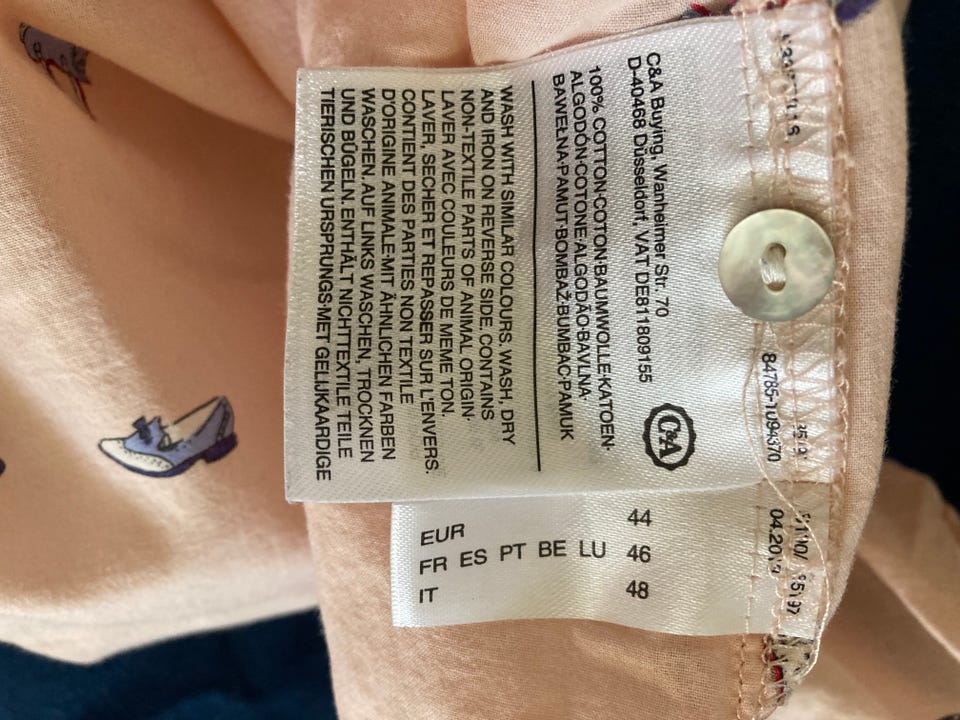 C&A Buying, Wanheimer Str. 70
D-40468 Düsseldorf, VAT DE811809155
C&A
100% COTTON·COTON·BAUMWOLLE·KATOEN·
ALGODÓN·COTONE·ALGODÃO·BAVLNA·
BAWEŁNA·PAMUT·BOMBAŽ·BUMBAC·PAMUK
WASH WITH SIMILAR COLOURS. WASH, DRY
AND IRON ON REVERSE SIDE. CONTAINS
NON-TEXTILE PARTS OF ANIMAL ORIGIN·
LAVER AVEC COULEURS DE MEME TON.
LAVER, SECHER ET REPASSER SUR L'ENVERS.
CONTIENT DES PARTIES NON TEXTILE
D'ORIGINE ANIMALE·MIT ÄHNLICHEN FARBEN
WASCHEN. AUF LINKS WASCHEN, TROCKNEN
UND BÜGELN. ENTHÄLT NICHTTEXTILE TEILE
TIERISCHEN URSPRUNGS·MET GELIJKAARDIGE
84785-1094370
EUR 44
FR ES PT BE LU 46
IT 48